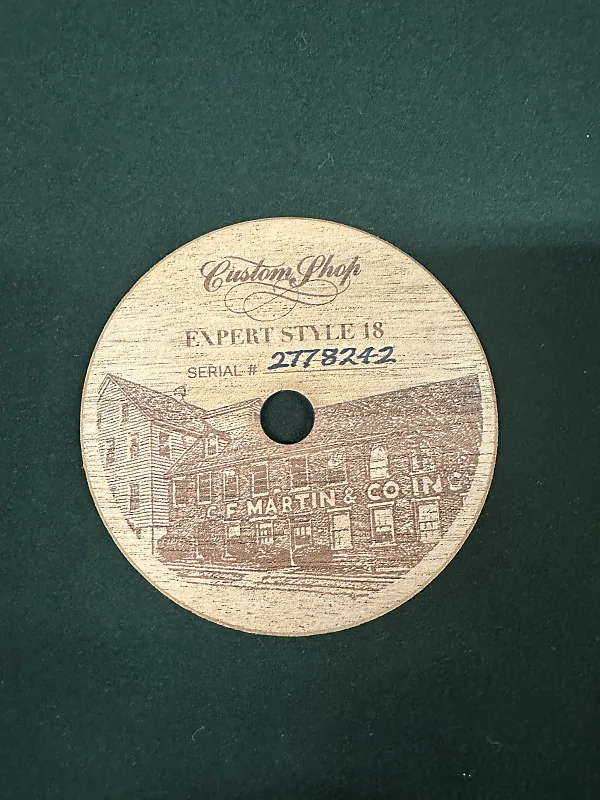 Custom Shop
EXPERT STYLE 18
SERIAL # 2778242
C F MARTIN & CO INC